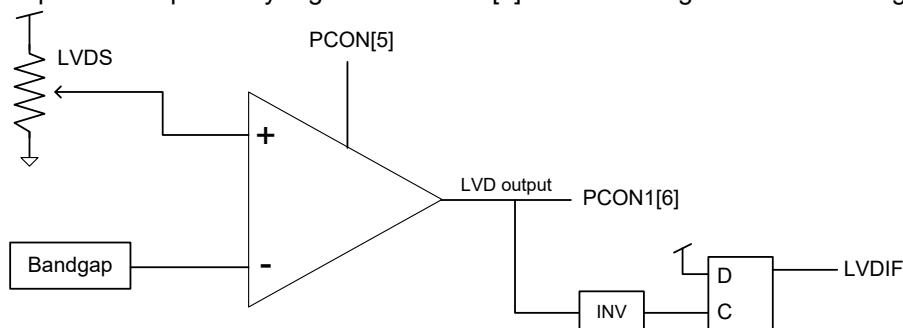 PCON[5]
LVDS
+
LVD output
PCON1[6]
-
Bandgap
D
LVDIF
INV
C